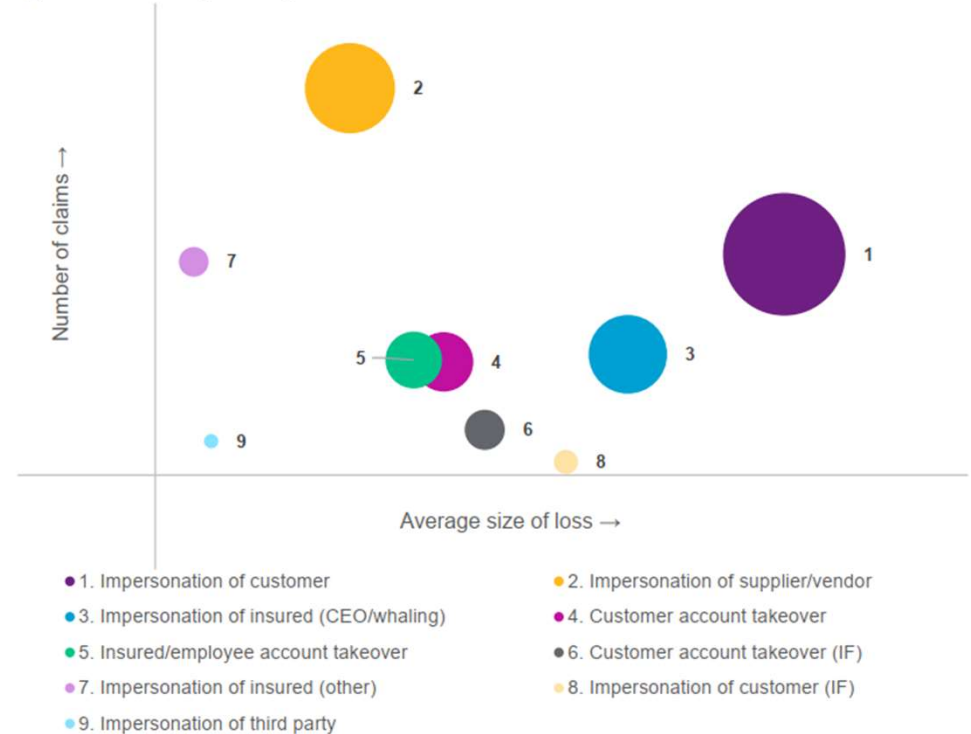 2
Number of claims →
7
1
5
4
3
6
9
8
Average size of loss →
1. Impersonation of customer
2. Impersonation of supplier/vendor
3. Impersonation of insured (CEO/whaling)
4. Customer account takeover
5. Insured/employee account takeover
6. Customer account takeover (IF)
7. Impersonation of insured (other)
8. Impersonation of customer (IF)
9. Impersonation of third party